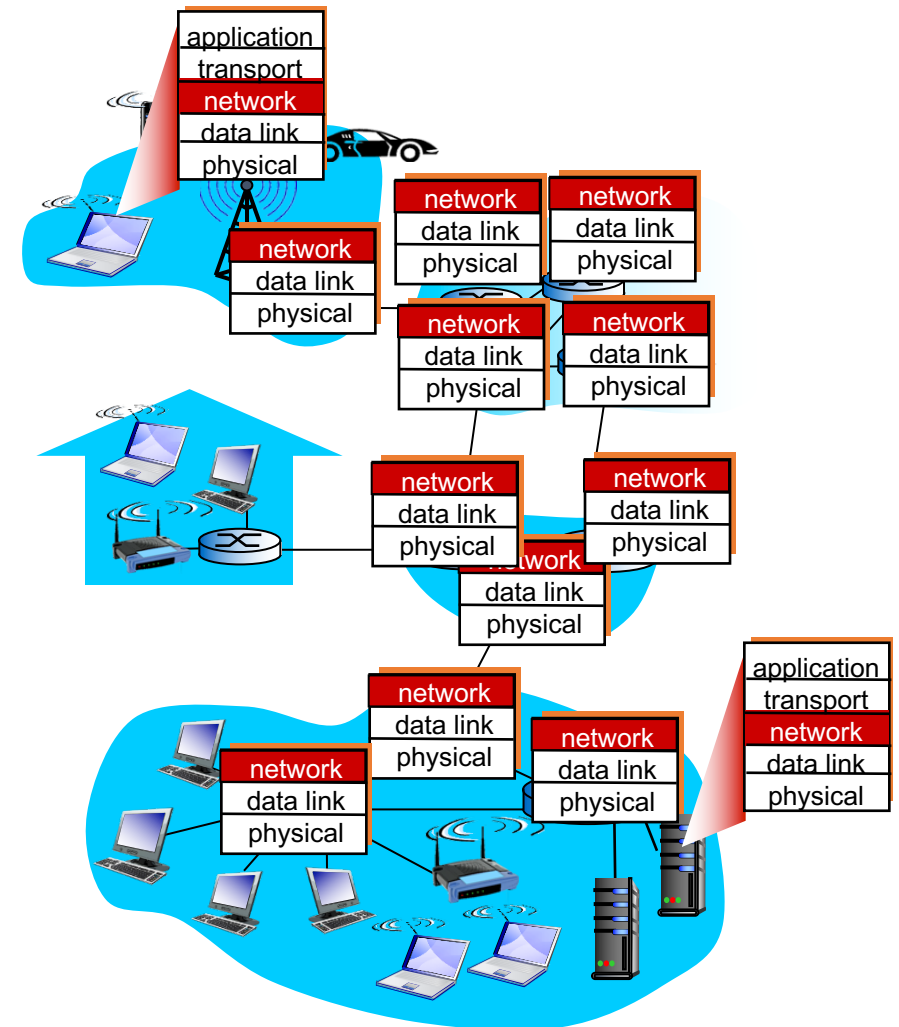 application
transport
network
data link
physical
network
data link
physical
network
data link
physical
network
data link
physical
network
data link
physical
network
data link
physical
network
data link
physical
network
data link
physical
network
data link
physical
network
data link
physical
network
data link
physical
network
data link
physical
application
transport
network
data link
physical